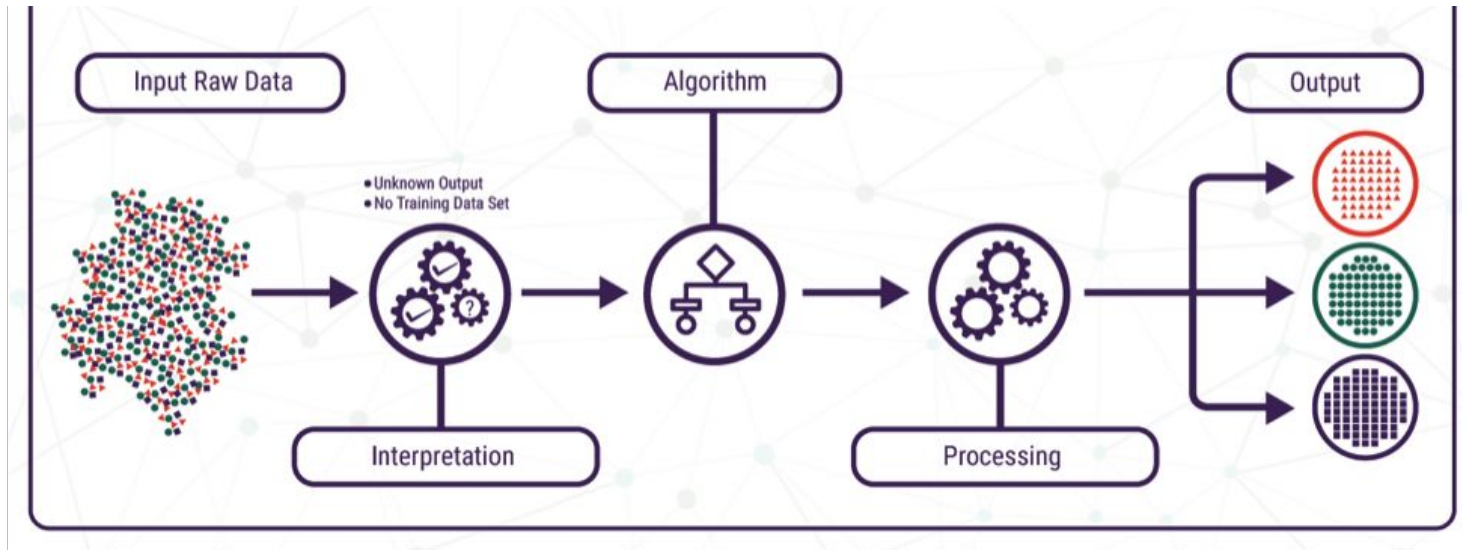 Input Raw Data
Algorithm
Output
• Unknown Output
• No Training Data Set
?
Interpretation
Processing